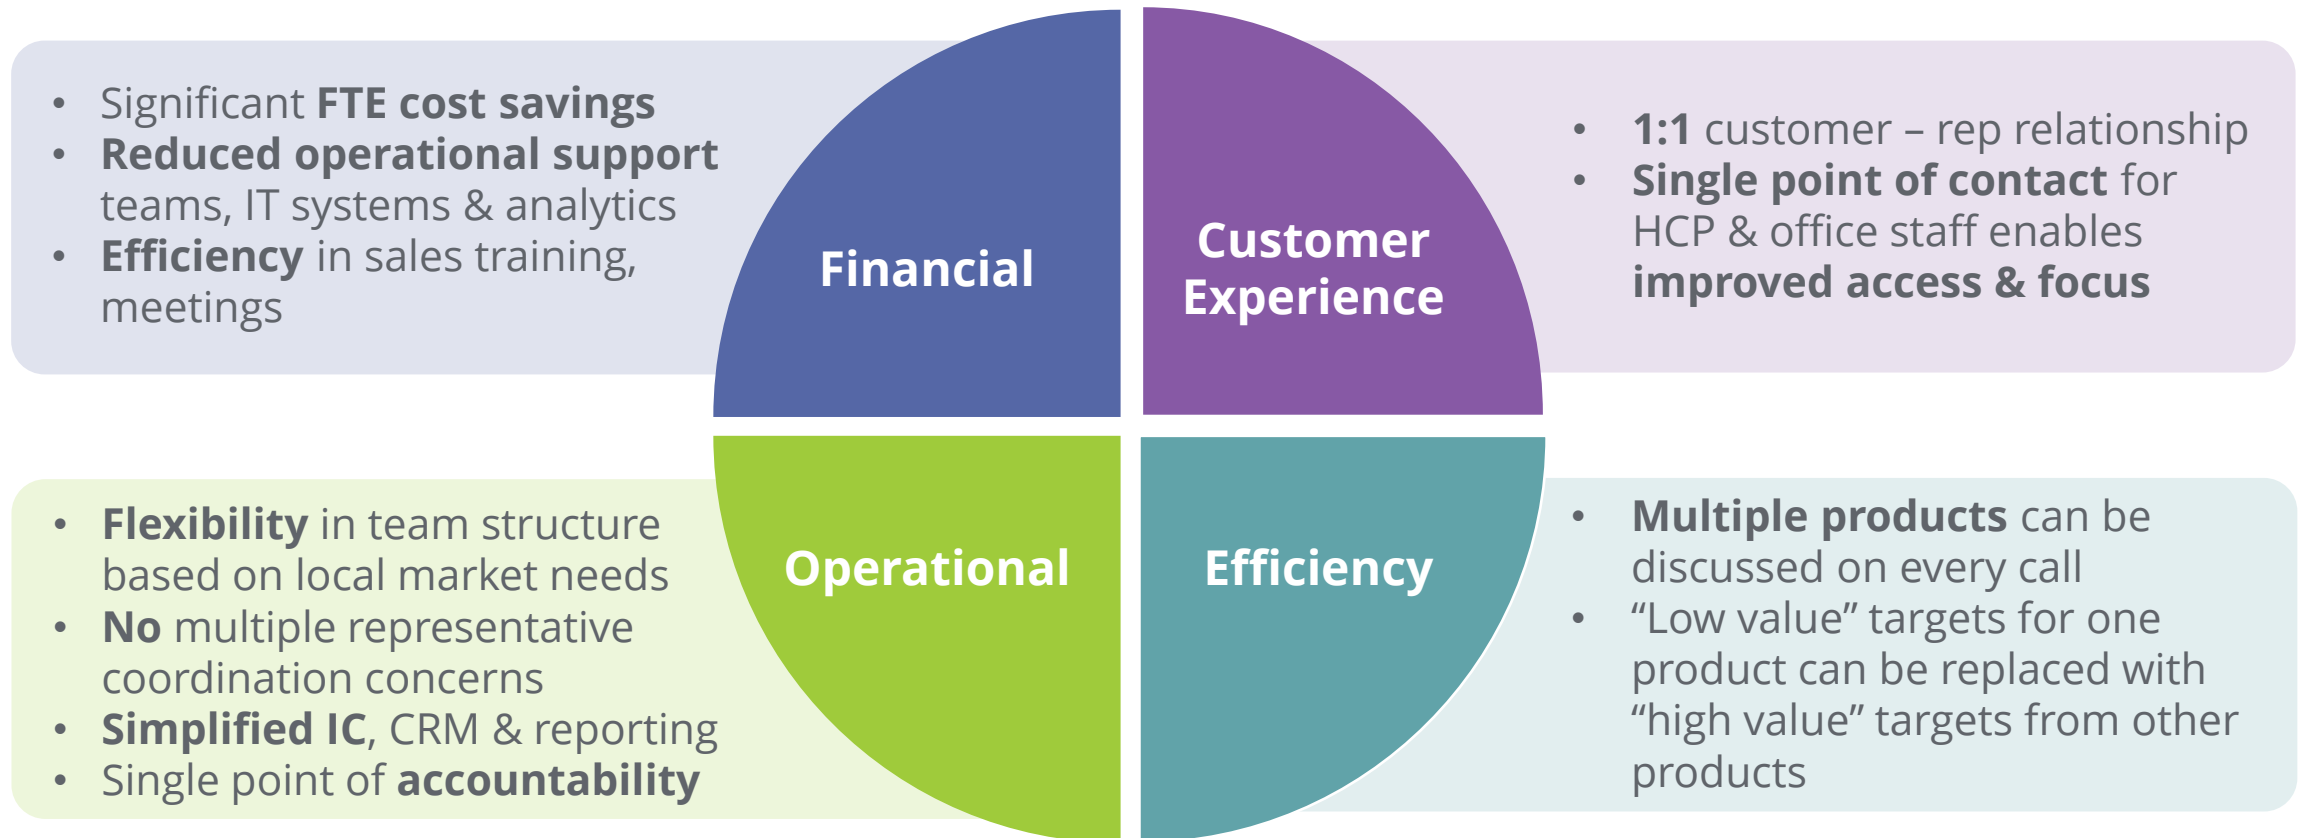 • Significant FTE cost savings
• Reduced operational support
teams, IT systems & analytics
• Efficiency in sales training,
meetings
Financial
Customer
Experience
• 1:1 customer – rep relationship
• Single point of contact for
HCP & office staff enables
improved access & focus
• Flexibility in team structure
based on local market needs
• No multiple representative
coordination concerns
• Simplified IC, CRM & reporting
• Single point of accountability
Operational
Efficiency
• Multiple products can be
discussed on every call
• “Low value” targets for one
product can be replaced with
“high value” targets from other
products